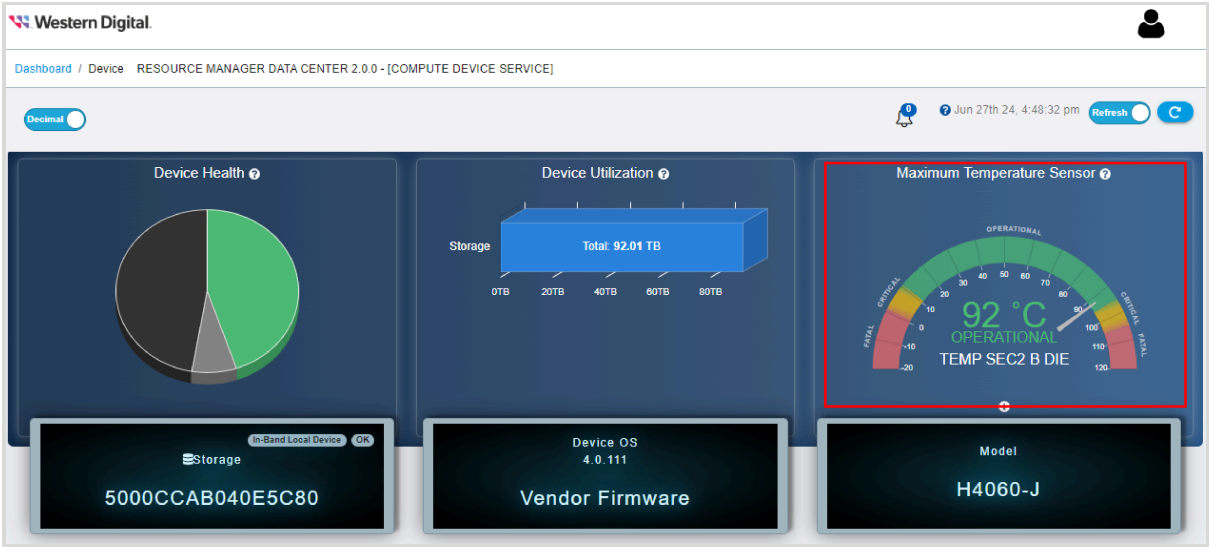 Western Digital.
Dashboard / Device RESOURCE MANAGER DATA CENTER 2.0.0 - [COMPUTE DEVICE SERVICE]
Decimal
0
Jun 27th 24, 4:48:32 pm
Refresh
Device Health ?
Device Utilization ?
Storage
Total: 92.01 TB
0TB 20TB 40TB 60TB 80TB
Maximum Temperature Sensor ?
OPERATIONAL
CRITICAL
CRITICAL
FATAL
FATAL
-20 -10 0 10 20 30 40 50 60 70 80 90 100 110 120
92 °C
OPERATIONAL
TEMP SEC2 B DIE
In-Band Local Device OK
Storage
5000CCAB040E5C80
Device OS
4.0.111
Vendor Firmware
Model
H4060-J